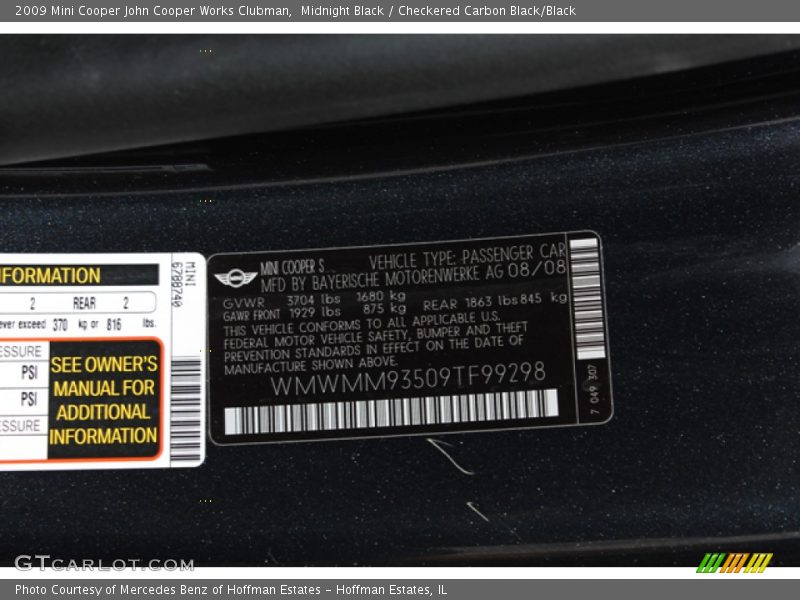 2009 Mini Cooper John Cooper Works Clubman,  Midnight Black / Checkered Carbon Black/Black
FORMATION
2 REAR 2
ever exceed 370 kg or 816 lbs.
ESSURE
PSI
PSI
ESSURE
SEE OWNER'S
MANUAL FOR
ADDITIONAL
INFORMATION
MINI
6788740
MINI COOPER S VEHICLE TYPE: PASSENGER CAR
MFD BY BAYERISCHE MOTORENWERKE AG 08/08
GVWR 3704 lbs 1680 kg
GAWR FRONT 1929 lbs 875 kg REAR 1863 lbs 845 kg
THIS VEHICLE CONFORMS TO ALL APPLICABLE U.S.
FEDERAL MOTOR VEHICLE SAFETY, BUMPER AND THEFT
PREVENTION STANDARDS IN EFFECT ON THE DATE OF
MANUFACTURE SHOWN ABOVE.
WMWMM93509TF99298
7 049 307
GTCARLOT.COM
Photo Courtesy of Mercedes Benz of Hoffman Estates - Hoffman Estates, IL